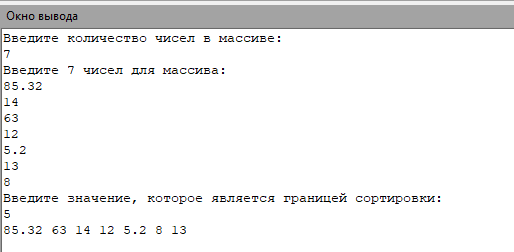 Окно вывода
Введите количество чисел в массиве:
7
Введите 7 чисел для массива:
85.32
14
63
12
5.2
13
8
Введите значение, которое является границей сортировки:
5
85.32 63 14 12 5.2 8 13